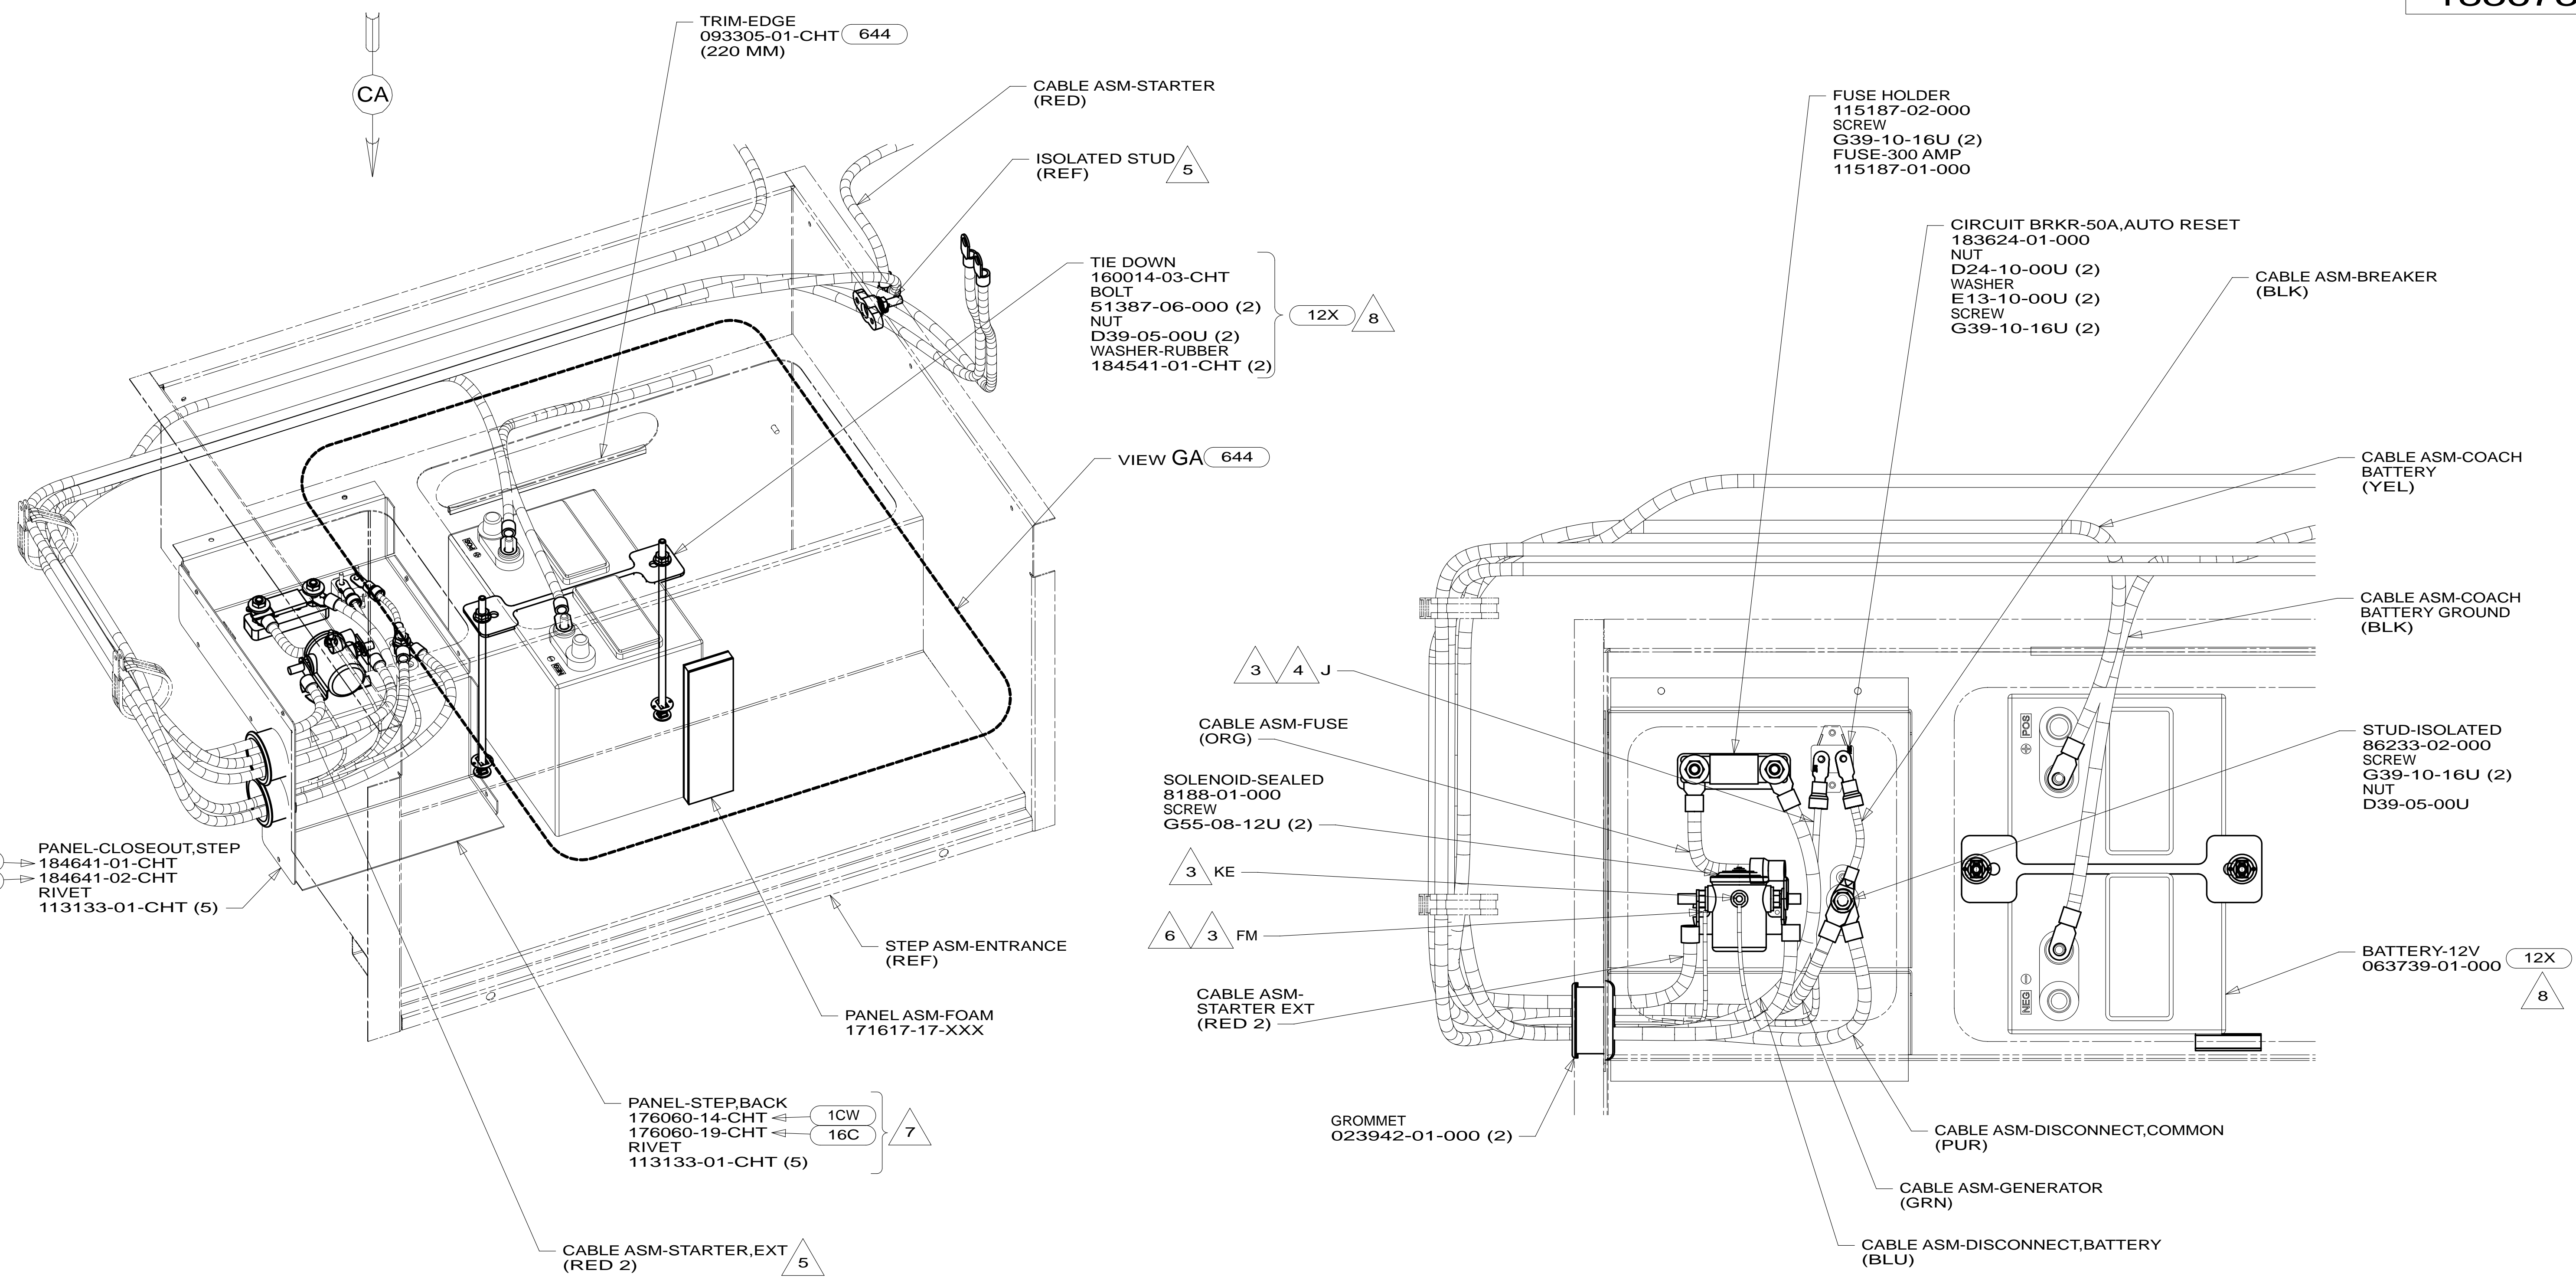 CA
TRIM-EDGE
093305-01-CHT 644
(220 MM)
CABLE ASM-STARTER
(RED)
ISOLATED STUD 5
(REF)
TIE DOWN
160014-03-CHT
BOLT
51387-06-000 (2)
NUT
D39-05-00U (2)
WASHER-RUBBER
184541-01-CHT (2)
12X 8
VIEW GA 644
POS
NEG
PANEL-CLOSEOUT,STEP
184641-01-CHT
184641-02-CHT
RIVET
113133-01-CHT (5)
STEP ASM-ENTRANCE
(REF)
PANEL ASM-FOAM
171617-17-XXX
PANEL-STEP,BACK
176060-14-CHT 1CW
176060-19-CHT 16C
RIVET
113133-01-CHT (5)
7
CABLE ASM-STARTER,EXT 5
(RED 2)
FUSE HOLDER
115187-02-000
SCREW
G39-10-16U (2)
FUSE-300 AMP
115187-01-000
CIRCUIT BRKR-50A,AUTO RESET
183624-01-000
NUT
D24-10-00U (2)
WASHER
E13-10-00U (2)
SCREW
G39-10-16U (2)
CABLE ASM-BREAKER
(BLK)
CABLE ASM-COACH
BATTERY
(YEL)
CABLE ASM-COACH
BATTERY GROUND
(BLK)
3 4 J
CABLE ASM-FUSE
(ORG)
SOLENOID-SEALED
8188-01-000
SCREW
G55-08-12U (2)
3 KE
6 3 FM
CABLE ASM-
STARTER EXT
(RED 2)
GROMMET
023942-01-000 (2)
POS
NEG
STUD-ISOLATED
86233-02-000
SCREW
G39-10-16U (2)
NUT
D39-05-00U
BATTERY-12V
063739-01-000 12X
8
CABLE ASM-DISCONNECT,COMMON
(PUR)
CABLE ASM-GENERATOR
(GRN)
CABLE ASM-DISCONNECT,BATTERY
(BLU)